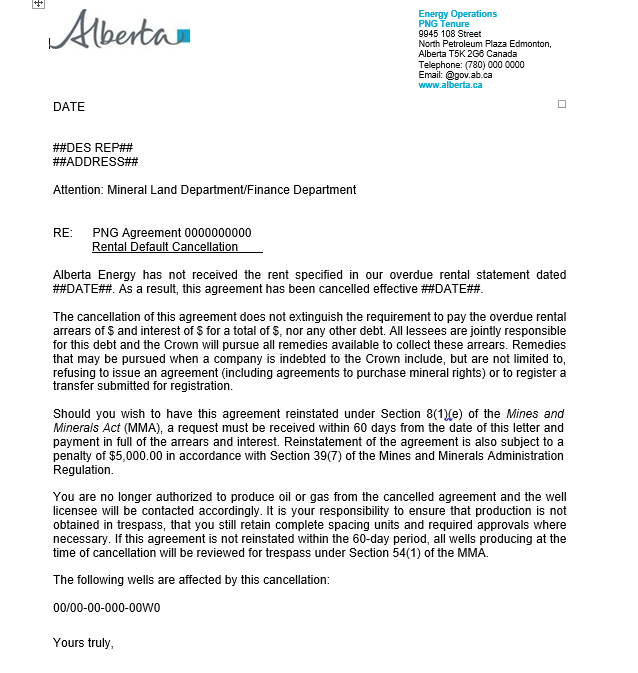 Alberta
Energy Operations
PNG Tenure
9945 108 Street
North Petroleum Plaza Edmonton,
Alberta T5K 2G6 Canada
Telephone: (780) 000 0000
Email: @gov.ab.ca
www.alberta.ca
DATE
##DES REP##
##ADDRESS##
Attention: Mineral Land Department/Finance Department
RE: PNG Agreement 0000000000
Rental Default Cancellation
Alberta Energy has not received the rent specified in our overdue rental statement dated
##DATE##. As a result, this agreement has been cancelled effective ##DATE##.
The cancellation of this agreement does not extinguish the requirement to pay the overdue rental
arrears of $ and interest of $ for a total of $, nor any other debt. All lessees are jointly responsible
for this debt and the Crown will pursue all remedies available to collect these arrears. Remedies
that may be pursued when a company is indebted to the Crown include, but are not limited to,
refusing to issue an agreement (including agreements to purchase mineral rights) or to register a
transfer submitted for registration.
Should you wish to have this agreement reinstated under Section 8(1)(e) of the Mines and
Minerals Act (MMA), a request must be received within 60 days from the date of this letter and
payment in full of the arrears and interest. Reinstatement of the agreement is also subject to a
penalty of $5,000.00 in accordance with Section 39(7) of the Mines and Minerals Administration
Regulation.
You are no longer authorized to produce oil or gas from the cancelled agreement and the well
licensee will be contacted accordingly. It is your responsibility to ensure that production is not
obtained in trespass, that you still retain complete spacing units and required approvals where
necessary. If this agreement is not reinstated within the 60-day period, all wells producing at the
time of cancellation will be reviewed for trespass under Section 54(1) of the MMA.
The following wells are affected by this cancellation:
00/00-00-000-00W0
Yours truly,